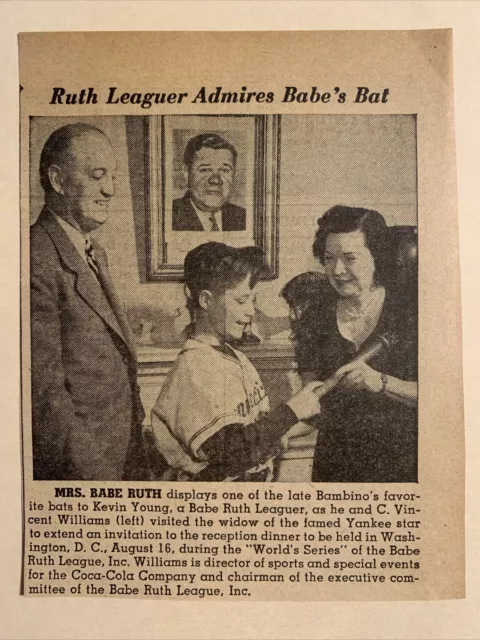 Ruth Leaguer Admires Babe's Bat
MRS. BABE RUTH displays one of the late Bambino's favor-
ite bats to Kevin Young, a Babe Ruth Leaguer, as he and C. Vin-
cent Williams (left) visited the widow of the famed Yankee star
to extend an invitation to the reception dinner to be held in Wash-
ington, D. C., August 16, during the "World's Series" of the Babe
Ruth League, Inc. Williams is director of sports and special events
for the Coca-Cola Company and chairman of the executive com-
mittee of the Babe Ruth League, Inc.